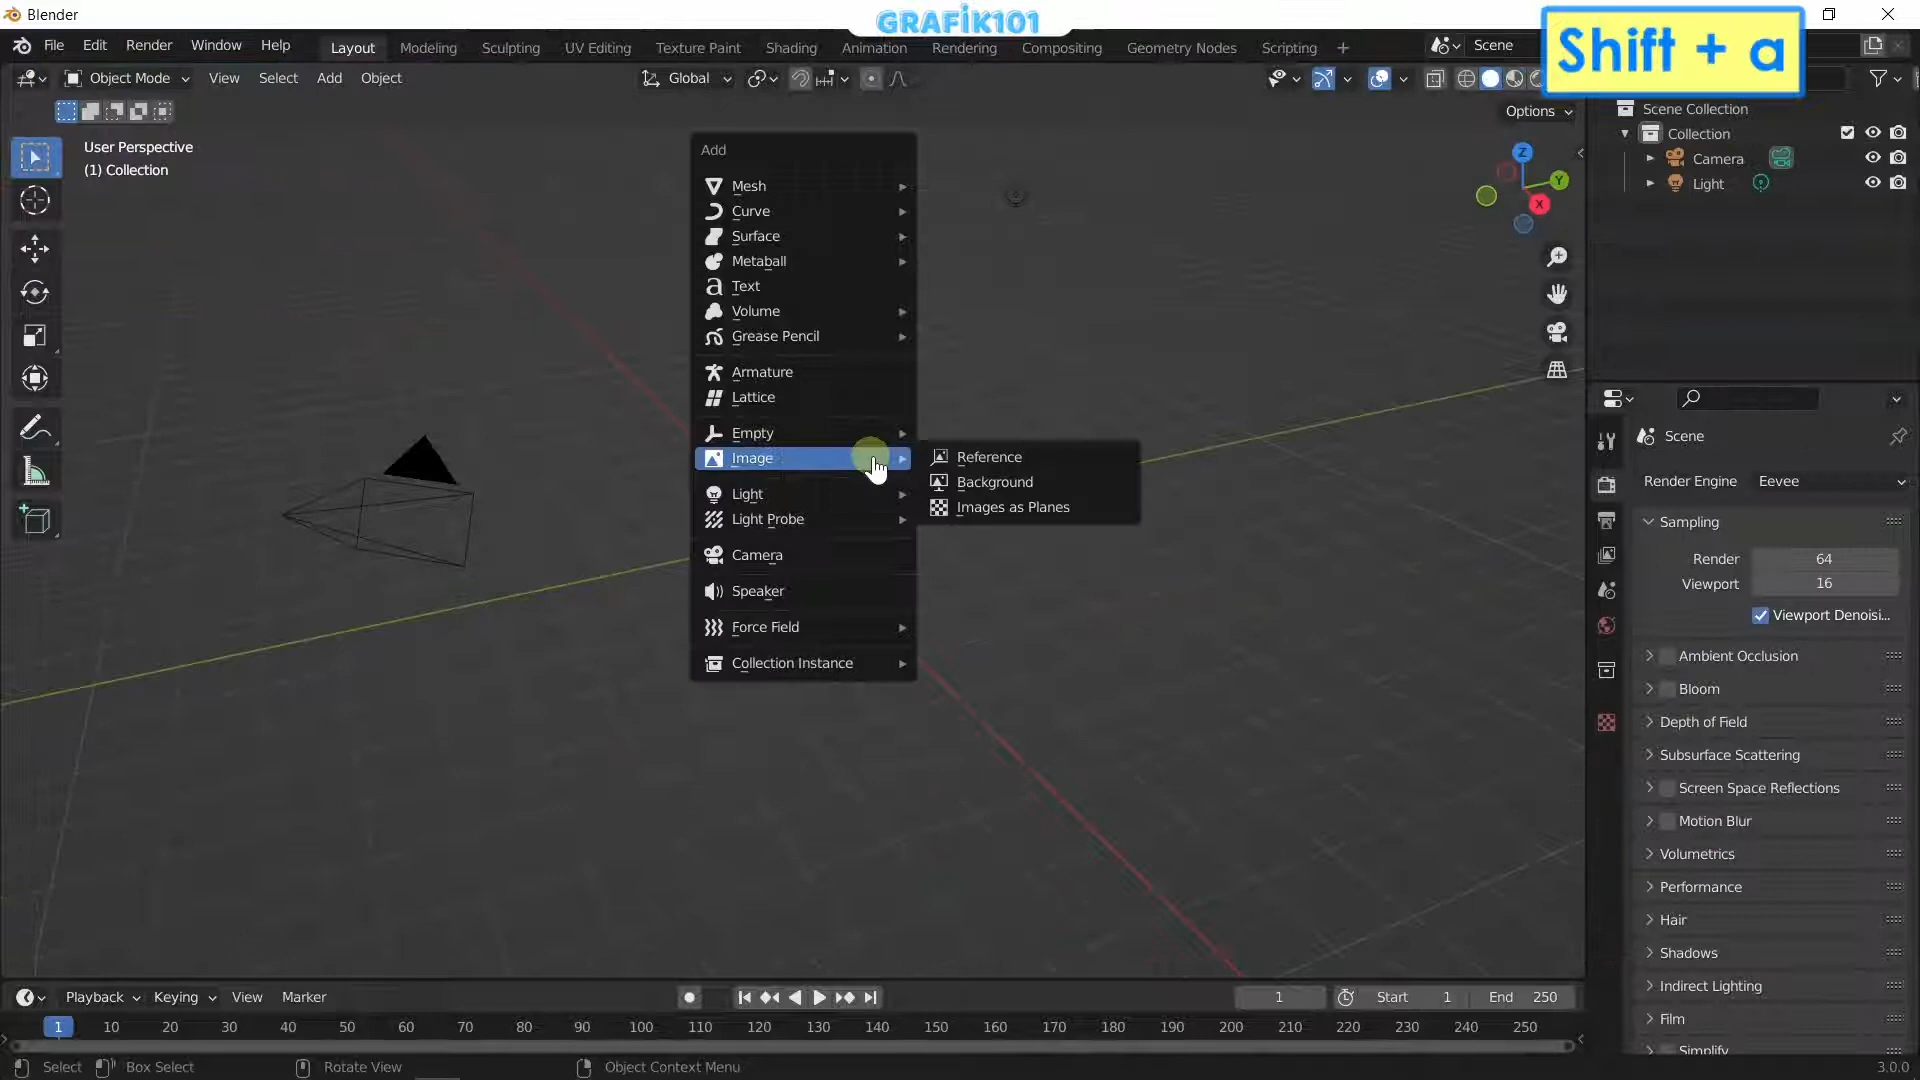 Blender
GRAFİK101
Shift + a
File Edit Render Window Help
Layout Modeling Sculpting UV Editing Texture Paint Shading Animation Rendering Compositing Geometry Nodes Scripting +
Scene
Object Mode View Select Add Object
Global
Options
User Perspective
(1) Collection
Add
Mesh
Curve
Surface
Metaball
Text
Volume
Grease Pencil
Armature
Lattice
Empty
Image
Light
Light Probe
Camera
Speaker
Force Field
Collection Instance
Reference
Background
Images as Planes
Z
Y
X
Scene Collection
Collection
Camera
Light
Scene
Render Engine Eevee
Sampling
Render 64
Viewport 16
Viewport Denoisi...
Ambient Occlusion
Bloom
Depth of Field
Subsurface Scattering
Screen Space Reflections
Motion Blur
Volumetrics
Performance
Hair
Shadows
Indirect Lighting
Film
Simplify
Playback Keying View Marker
1 Start 1 End 250
1 10 20 30 40 50 60 70 80 90 100 110 120 130 140 150 160 170 180 190 200 210 220 230 240 250
Select Box Select Rotate View Object Context Menu
3.0.0